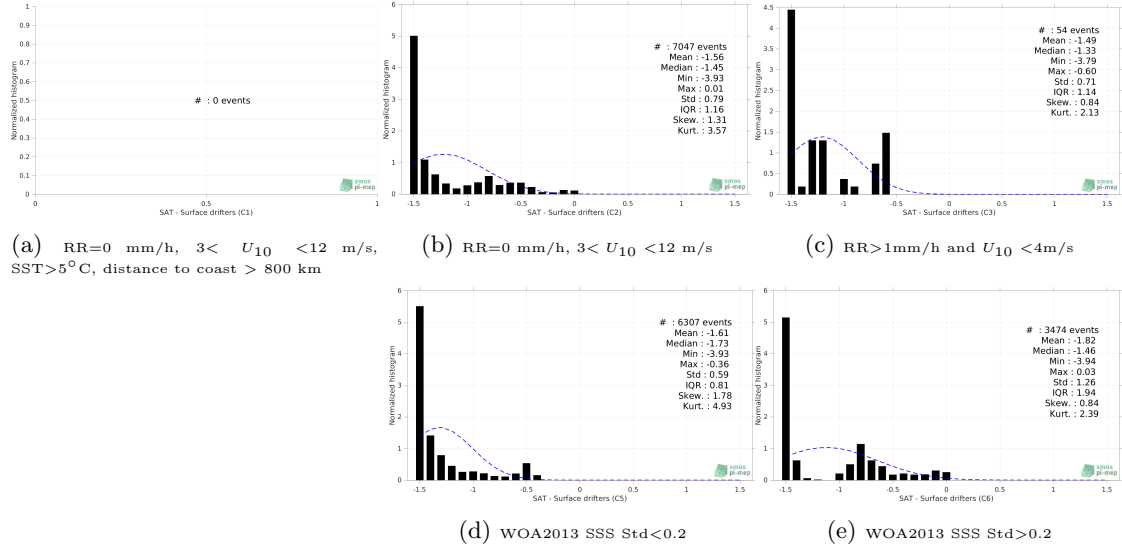 1
0.9
0.8
0.7
0.6
0.5
0.4
0.3
0.2
0.1
0
Normalized histogram
# : 0 events
smos
pi-mep
0 0.5 1
SAT - Surface drifters (C1)
(a) RR=0 mm/h, 3< U10 <12 m/s,
SST>5°C, distance to coast > 800 km
6
5
4
3
2
1
0
Normalized histogram
# : 7047 events
Mean : -1.56
Median : -1.45
Min : -3.93
Max : 0.01
Std : 0.79
IQR : 1.16
Skew. : 1.31
Kurt. : 3.57
smos
pi-mep
-1.5 -1 -0.5 0 0.5 1 1.5
SAT - Surface drifters (C2)
(b) RR=0 mm/h, 3< U10 <12 m/s
4.5
4
3.5
3
2.5
2
1.5
1
0.5
0
Normalized histogram
# : 54 events
Mean : -1.49
Median : -1.33
Min : -3.79
Max : -0.60
Std : 0.71
IQR : 1.14
Skew. : 0.84
Kurt. : 2.13
smos
pi-mep
-1.5 -1 -0.5 0 0.5 1 1.5
SAT - Surface drifters (C3)
(c) RR>1mm/h and U10 <4m/s
6
5
4
3
2
1
0
Normalized histogram
# : 6307 events
Mean : -1.61
Median : -1.73
Min : -3.93
Max : -0.36
Std : 0.59
IQR : 0.81
Skew. : 1.78
Kurt. : 4.93
smos
pi-mep
-1.5 -1 -0.5 0 0.5 1 1.5
SAT - Surface drifters (C5)
(d) WOA2013 SSS Std<0.2
6
5
4
3
2
1
0
Normalized histogram
# : 3474 events
Mean : -1.82
Median : -1.46
Min : -3.94
Max : 0.03
Std : 1.26
IQR : 1.94
Skew. : 0.84
Kurt. : 2.39
smos
pi-mep
-1.5 -1 -0.5 0 0.5 1 1.5
SAT - Surface drifters (C6)
(e) WOA2013 SSS Std>0.2